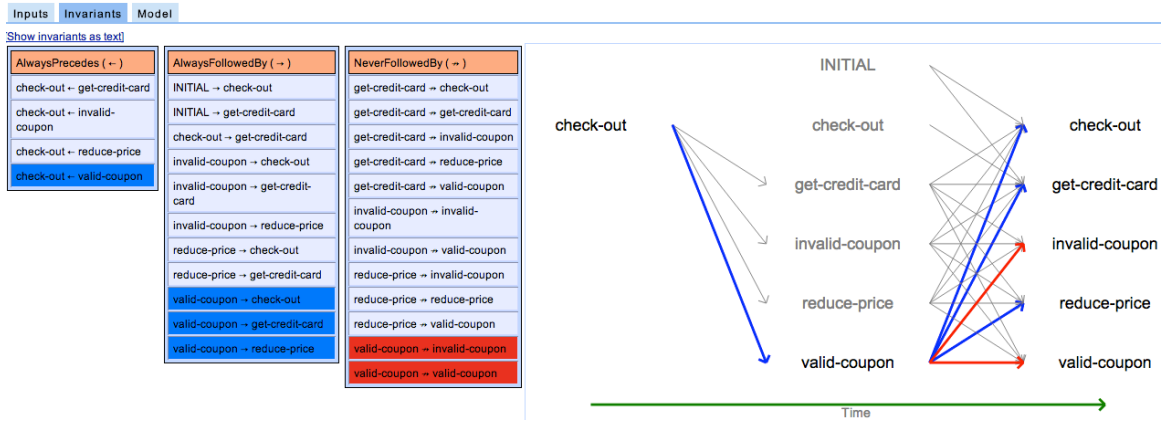 Inputs Invariants Model
[Show invariants as text]
AlwaysPrecedes ( ← )
check-out ← get-credit-card
check-out ← invalid-
coupon
check-out ← reduce-price
check-out ← valid-coupon
AlwaysFollowedBy ( → )
INITIAL → check-out
INITIAL → get-credit-card
check-out → get-credit-card
invalid-coupon → check-out
invalid-coupon → get-credit-
card
invalid-coupon → reduce-price
reduce-price → check-out
reduce-price → get-credit-card
valid-coupon → check-out
valid-coupon → get-credit-card
valid-coupon → reduce-price
NeverFollowedBy ( ↛ )
get-credit-card ↛ check-out
get-credit-card ↛ get-credit-card
get-credit-card ↛ invalid-coupon
get-credit-card ↛ reduce-price
get-credit-card ↛ valid-coupon
invalid-coupon ↛ invalid-
coupon
invalid-coupon ↛ valid-coupon
reduce-price ↛ invalid-coupon
reduce-price ↛ reduce-price
reduce-price ↛ valid-coupon
valid-coupon ↛ invalid-coupon
valid-coupon ↛ valid-coupon
check-out
INITIAL
check-out
get-credit-card
invalid-coupon
reduce-price
valid-coupon
check-out
get-credit-card
invalid-coupon
reduce-price
valid-coupon
Time